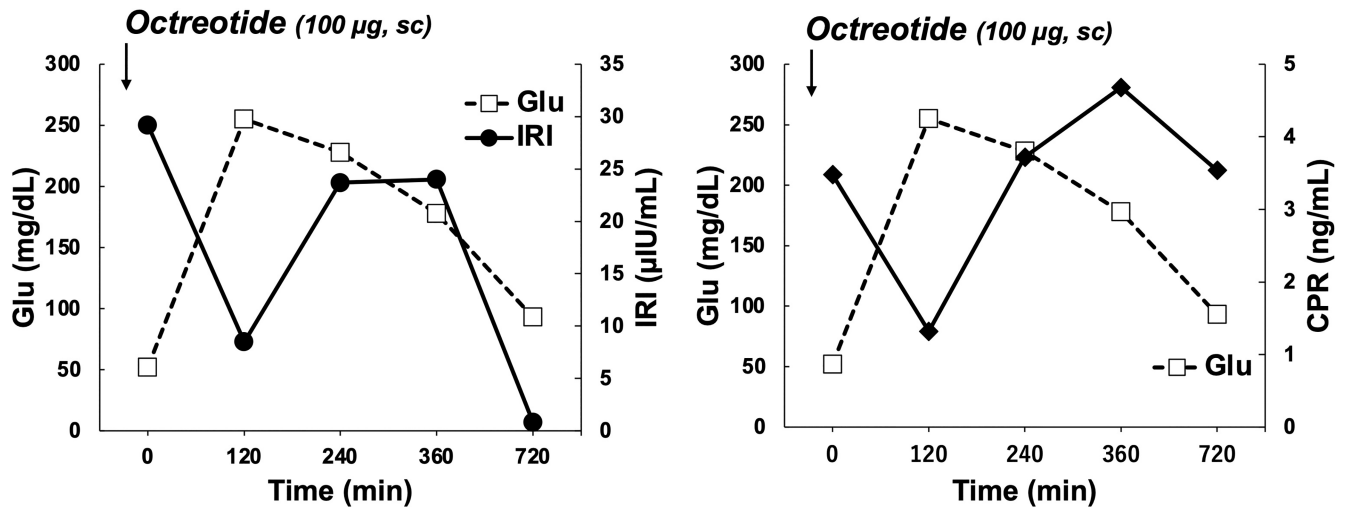 Octreotide (100 µg, sc)
300
250
200
150
100
50
0
Glu (mg/dL)
35
30
25
20
15
10
5
0
IRI (µIU/mL)
Glu
IRI
0 120 240 360 720
Time (min)
Octreotide (100 µg, sc)
300
250
200
150
100
50
0
Glu (mg/dL)
5
4
3
2
1
0
CPR (ng/mL)
Glu
0 120 240 360 720
Time (min)